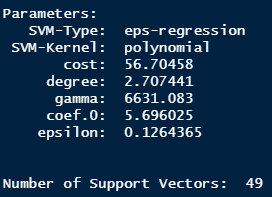 Parameters:
SVM-Type: eps-regression
SVM-Kernel: polynomial
cost: 56.70458
degree: 2.707441
gamma: 6631.083
coef.0: 5.696025
epsilon: 0.1264365
Number of Support Vectors: 49